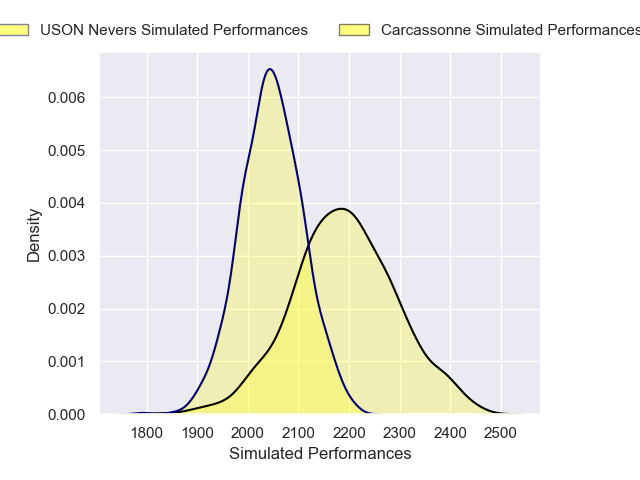 USON Nevers Simulated Performances Carcassonne Simulated Performances
0.006
0.005
0.004
0.003
0.002
0.001
0.000
Density
1800 1900 2000 2100 2200 2300 2400 2500
Simulated Performances